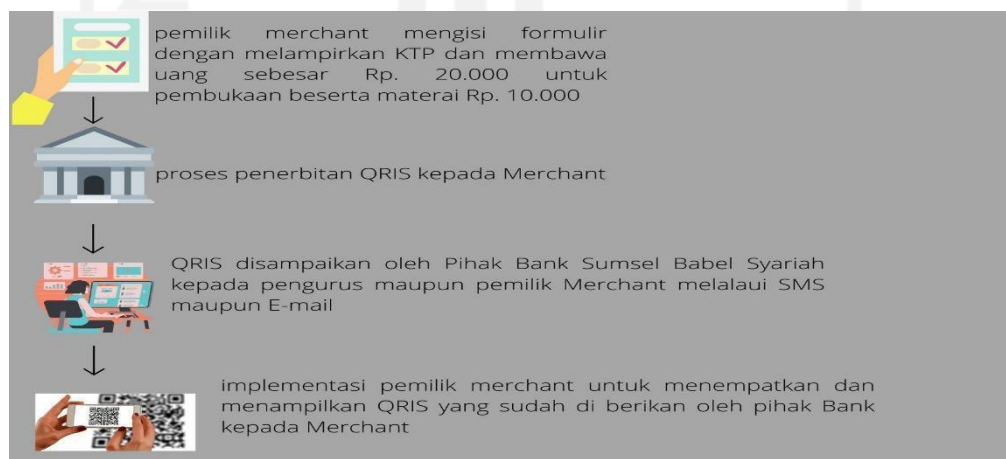 pemilik merchant mengisi formulir
dengan melampirkan KTP dan membawa
uang sebesar Rp. 20.000 untuk
pembukaan beserta materai Rp. 10.000
proses penerbitan QRIS kepada Merchant
QRIS disampaikan oleh Pihak Bank Sumsel Babel Syariah
kepada pengurus maupun pemilik Merchant melalaui SMS
maupun E-mail
implementasi pemilik merchant untuk menempatkan dan
menampilkan QRIS yang sudah di berikan oleh pihak Bank
kepada Merchant